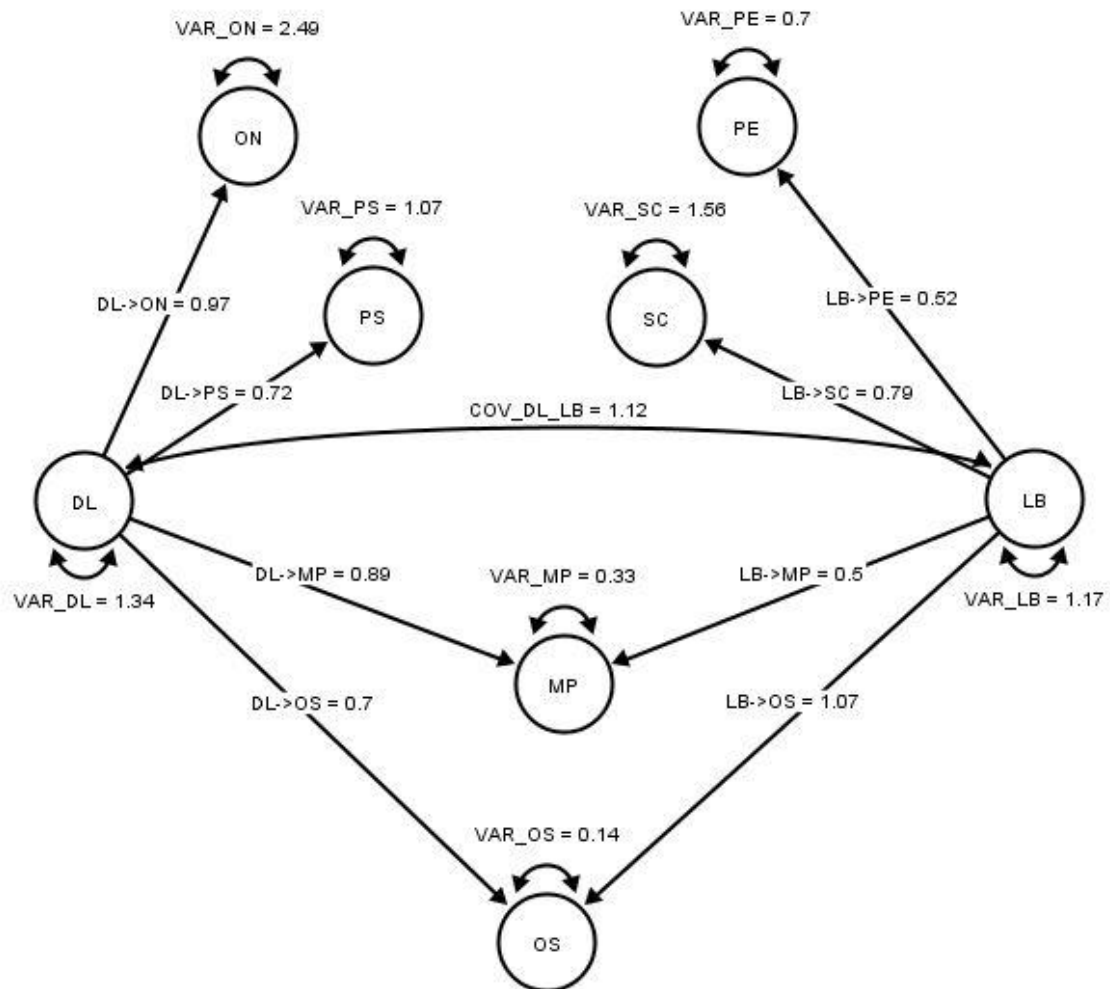 VAR_ON = 2.49
VAR_PE = 0.7
ON
PE
VAR_PS = 1.07
VAR_SC = 1.56
DL->ON = 0.97
LB->PE = 0.52
PS
SC
DL->PS = 0.72
LB->SC = 0.79
COV_DL_LB = 1.12
DL
LB
DL->MP = 0.89
VAR_MP = 0.33
LB->MP = 0.5
VAR_DL = 1.34
VAR_LB = 1.17
MP
DL->OS = 0.7
LB->OS = 1.07
VAR_OS = 0.14
OS